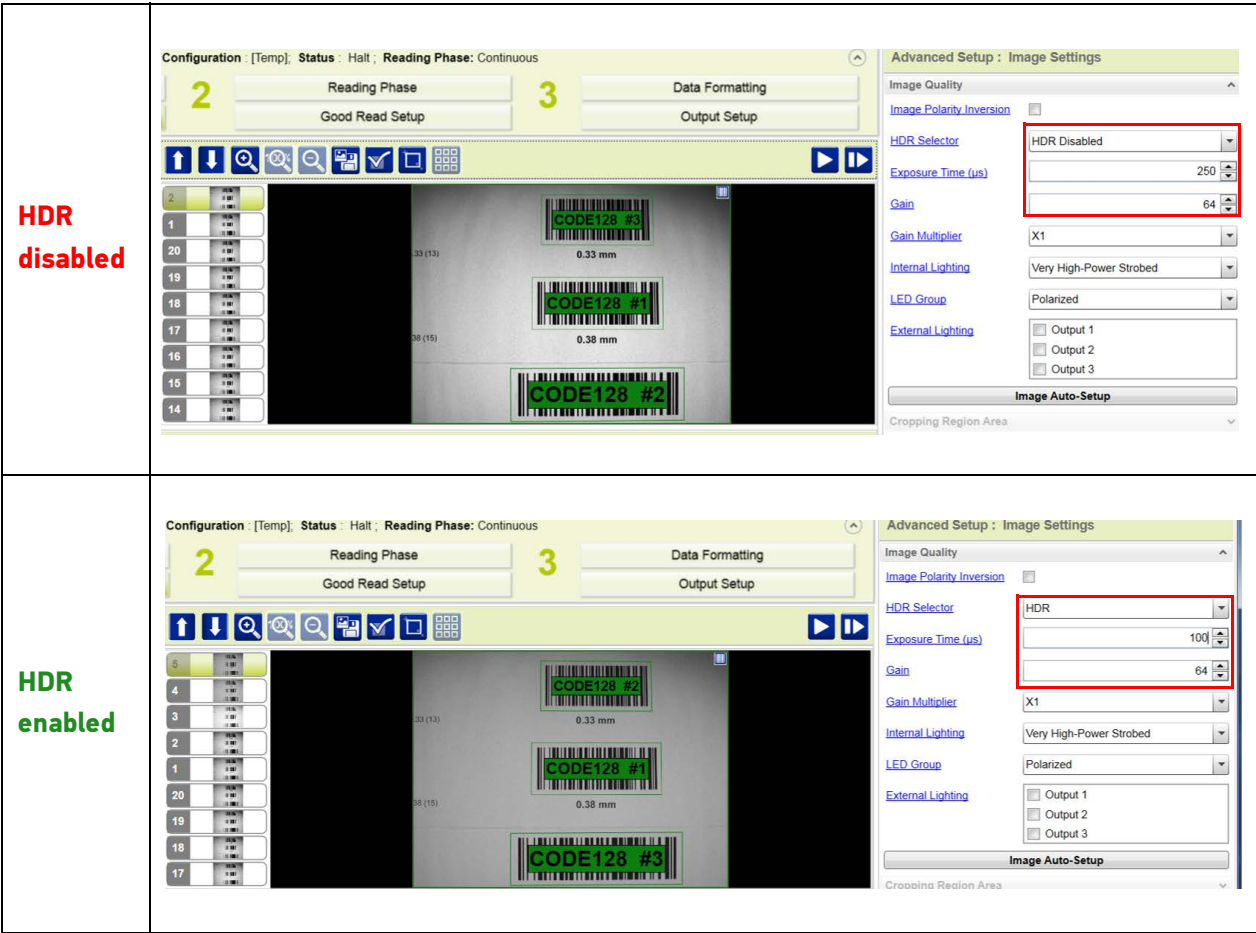 HDR
disabled
Configuration : [Temp]; Status : Halt ; Reading Phase: Continuous
2
Reading Phase
Good Read Setup
3
Data Formatting
Output Setup
2
1
20
19
18
17
16
15
14
CODE128 #3
.33 (13)
0.33 mm
CODE128 #1
38 (15)
0.38 mm
CODE128 #2
Advanced Setup : Image Settings
Image Quality
Image Polarity Inversion
HDR Selector HDR Disabled
Exposure Time (µs) 250
Gain 64
Gain Multiplier X1
Internal Lighting Very High-Power Strobed
LED Group Polarized
External Lighting Output 1
Output 2
Output 3
Image Auto-Setup
Cropping Region Area
HDR
enabled
Configuration : [Temp]; Status : Halt ; Reading Phase: Continuous
2
Reading Phase
Good Read Setup
3
Data Formatting
Output Setup
5
4
3
2
1
20
19
18
17
CODE128 #2
.33 (13)
0.33 mm
CODE128 #1
38 (15)
0.38 mm
CODE128 #3
Advanced Setup : Image Settings
Image Quality
Image Polarity Inversion
HDR Selector HDR
Exposure Time (µs) 100
Gain 64
Gain Multiplier X1
Internal Lighting Very High-Power Strobed
LED Group Polarized
External Lighting Output 1
Output 2
Output 3
Image Auto-Setup
Cropping Region Area